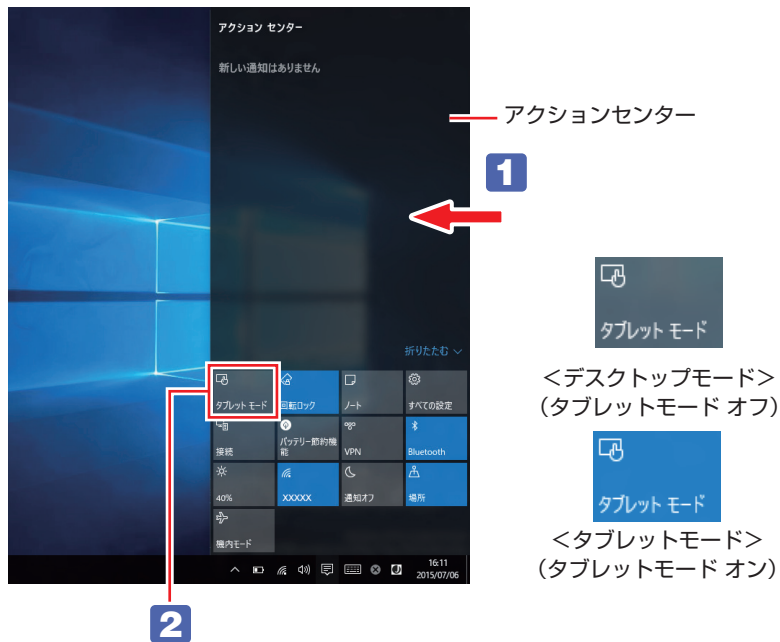 アクション センター
新しい通知はありません
アクションセンター
1
折りたたむ
タブレット モード
回転ロック
ノート
すべての設定
接続
バッテリー節約機
能
VPN
Bluetooth
40%
XXXXX
通知オフ
場所
機内モード
16:11
2015/07/06
2
タブレット モード
＜デスクトップモード＞
（タブレットモード オフ）
タブレット モード
＜タブレットモード＞
（タブレットモード オン）